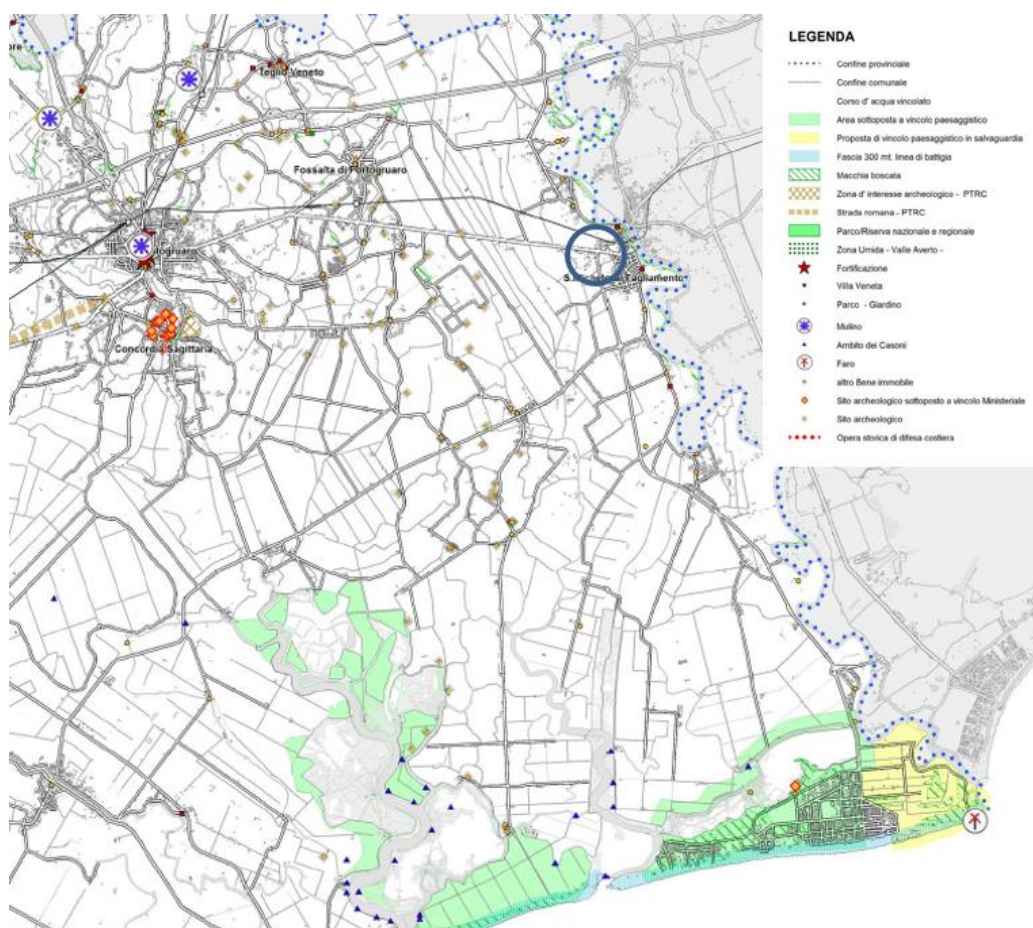 LEGENDA
Confine provinciale
Confine comunale
Corso d' acqua vincolato
Area sottoposta a vincolo paesaggistico
Proposta di vincolo paesaggistico in salvaguardia
Fascia 300 mt. linea di battigia
Macchia boscata
Zona d' interesse archeologico - PTRC
Strada romana - PTRC
Parco/Riserva nazionale e regionale
Zona Umida - Valle Averto -
Fortificazione
Villa Veneta
Parco - Giardino
Mulino
Ambito dei Casoni
Faro
altro Bene immobile
Sito archeologico sottoposto a vincolo Ministeriale
Sito archeologico
Opera storica di difesa costiera
Teglio Veneto
Fossalta di Portogruaro
Tagliamento
Concordia Sagittaria